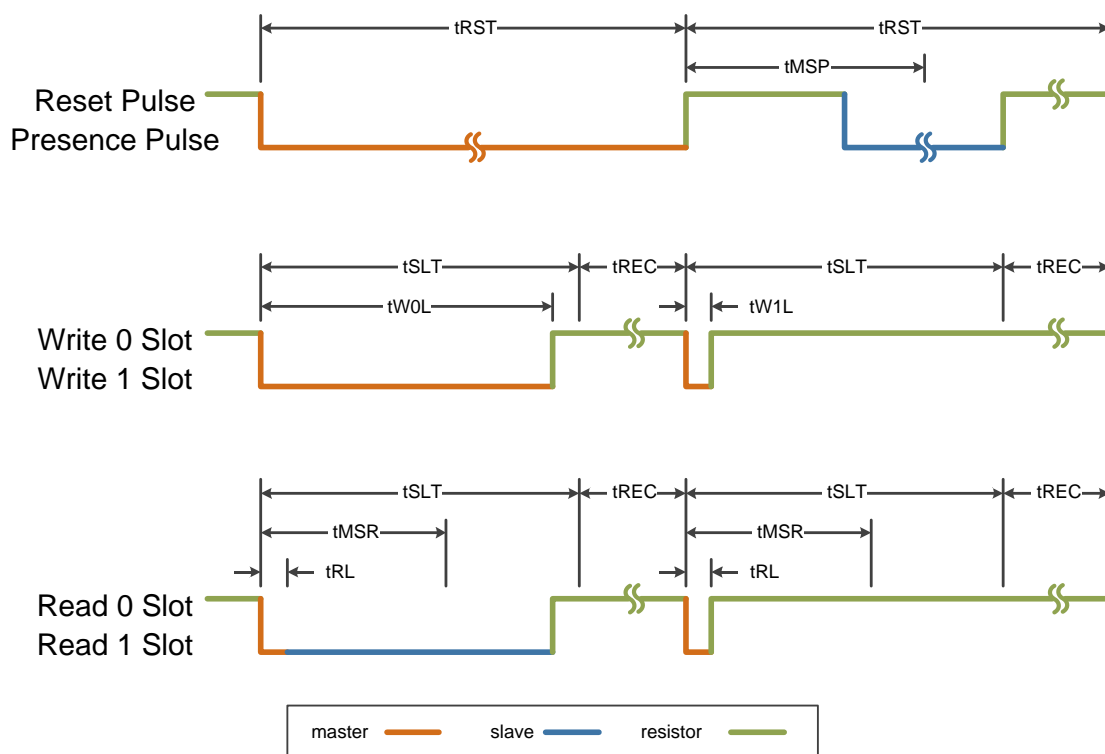 tRST tRST
tMSP
Reset Pulse
Presence Pulse
tSLT tREC tSLT tREC
tW0L tW1L
Write 0 Slot
Write 1 Slot
tSLT tREC tSLT tREC
tMSR tMSR
tRL tRL
Read 0 Slot
Read 1 Slot
master slave resistor